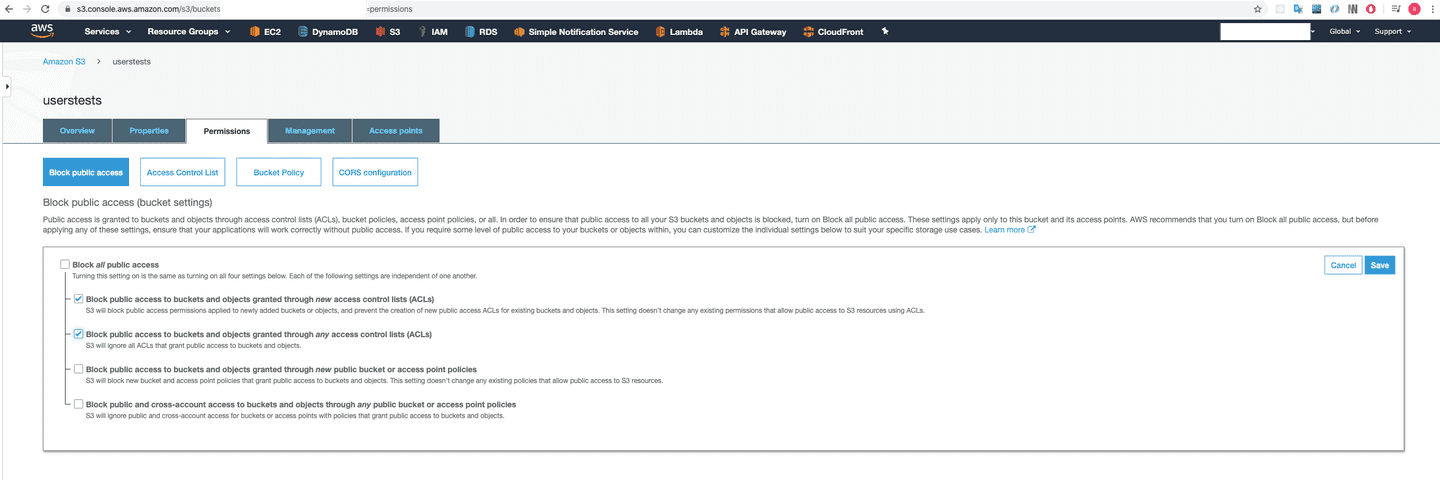 s3.console.aws.amazon.com/s3/buckets =permissions
aws Services Resource Groups EC2 DynamoDB S3 IAM RDS Simple Notification Service Lambda API Gateway CloudFront Global Support
Amazon S3 > userstests
userstests
Overview Properties Permissions Management Access points
Block public access Access Control List Bucket Policy CORS configuration
Block public access (bucket settings)
Public access is granted to buckets and objects through access control lists (ACLs), bucket policies, access point policies, or all. In order to ensure that public access to all your S3 buckets and objects is blocked, turn on Block all public access. These settings apply only to this bucket and its access points. AWS recommends that you turn on Block all public access, but before
applying any of these settings, ensure that your applications will work correctly without public access. If you require some level of public access to your buckets or objects within, you can customize the individual settings below to suit your specific storage use cases. Learn more
Block all public access Cancel Save
Turning this setting on is the same as turning on all four settings below. Each of the following settings are independent of one another.
Block public access to buckets and objects granted through new access control lists (ACLs)
S3 will block public access permissions applied to newly added buckets or objects, and prevent the creation of new public access ACLs for existing buckets and objects. This setting doesn't change any existing permissions that allow public access to S3 resources using ACLs.
Block public access to buckets and objects granted through any access control lists (ACLs)
S3 will ignore all ACLs that grant public access to buckets and objects.
Block public access to buckets and objects granted through new public bucket or access point policies
S3 will block new bucket and access point policies that grant public access to buckets and objects. This setting doesn't change any existing policies that allow public access to S3 resources.
Block public and cross-account access to buckets and objects through any public bucket or access point policies
S3 will ignore public and cross-account access for buckets or access points with policies that grant public access to buckets and objects.